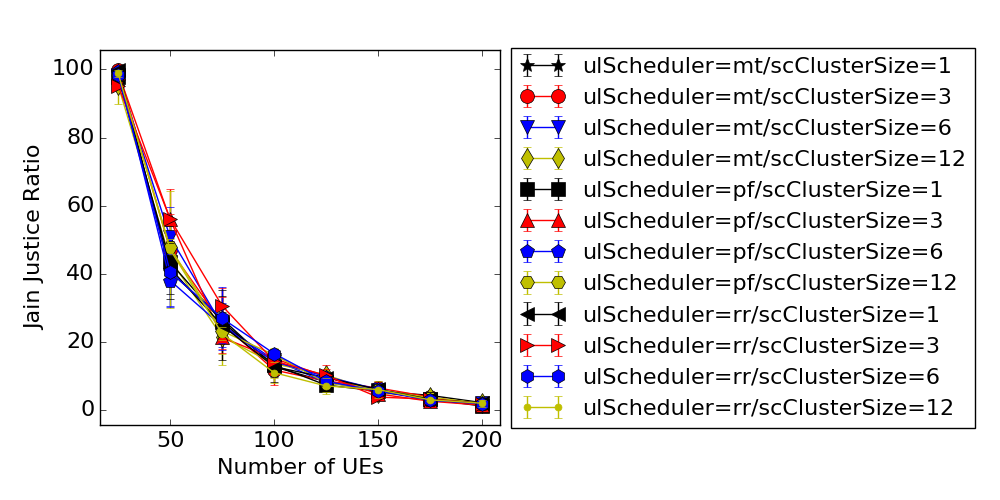 100
80
60
40
20
0
Jain Justice Ratio
50
100
150
200
Number of UEs
ulScheduler=mt/scClusterSize=1
ulScheduler=mt/scClusterSize=3
ulScheduler=mt/scClusterSize=6
ulScheduler=mt/scClusterSize=12
ulScheduler=pf/scClusterSize=1
ulScheduler=pf/scClusterSize=3
ulScheduler=pf/scClusterSize=6
ulScheduler=pf/scClusterSize=12
ulScheduler=rr/scClusterSize=1
ulScheduler=rr/scClusterSize=3
ulScheduler=rr/scClusterSize=6
ulScheduler=rr/scClusterSize=12